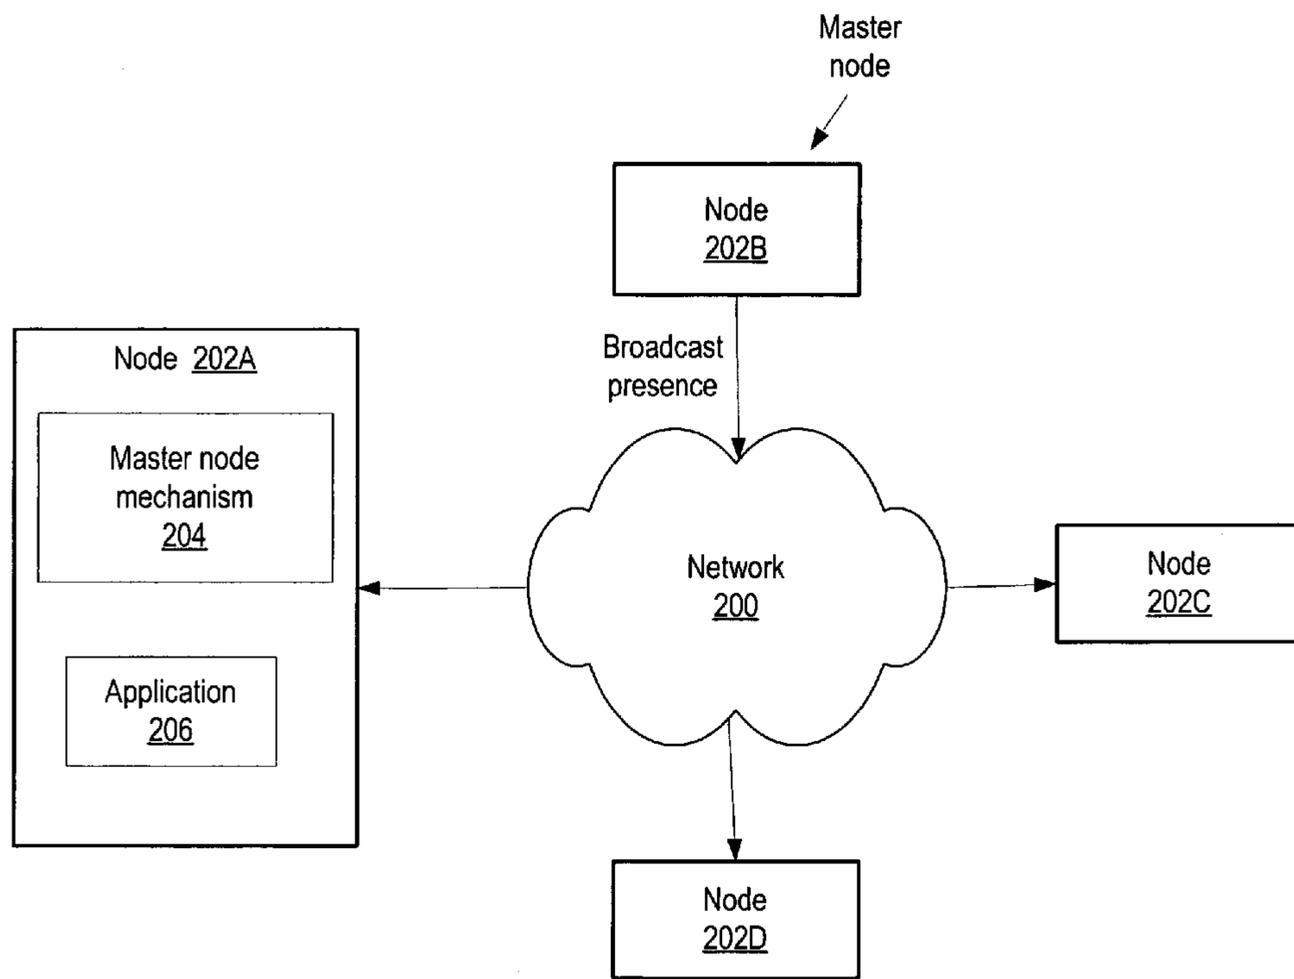 Master
node
Node
202B
Broadcast
presence
Node 202A
Master node
mechanism
204
Application
206
Network
200
Node
202C
Node
202D